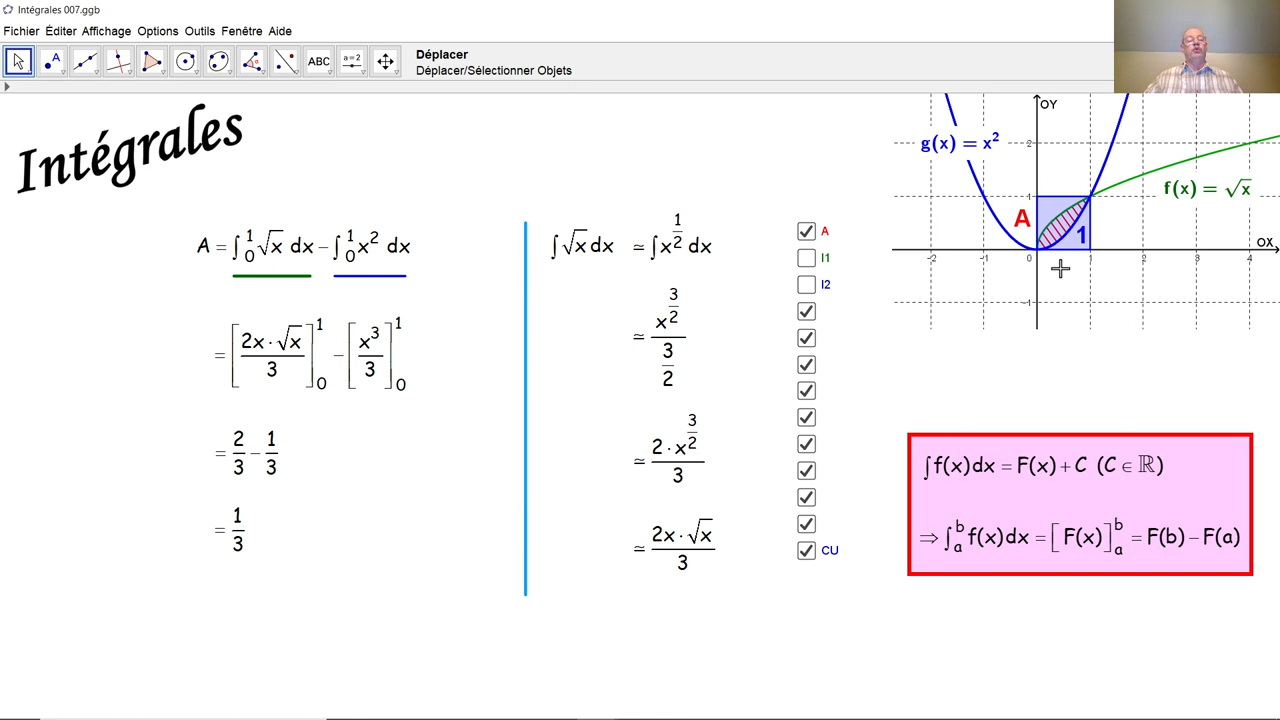 Intégrales 007.ggb
Fichier Éditer Affichage Options Outils Fenêtre Aide
A ABC a=2 Déplacer
Déplacer/Sélectionner Objets
Intégrales
A = ∫₀¹ √x dx − ∫₀¹ x² dx
= [2x·√x / 3]₀¹ − [x³ / 3]₀¹
= 2/3 − 1/3
= 1/3
∫ √x dx ≃ ∫ x^(1/2) dx
≃ x^(3/2) / (3/2)
≃ 2·x^(3/2) / 3
≃ 2x·√x / 3
A
I1
I2
CU
OY
g(x) = x²
2
f(x) = √x
1
A
1
OX
-2 -1 0 1 2 3 4
-1
∫ f(x) dx = F(x) + C (C ∈ ℝ)
⇒ ∫ₐᵇ f(x) dx = [F(x)]ₐᵇ = F(b) − F(a)